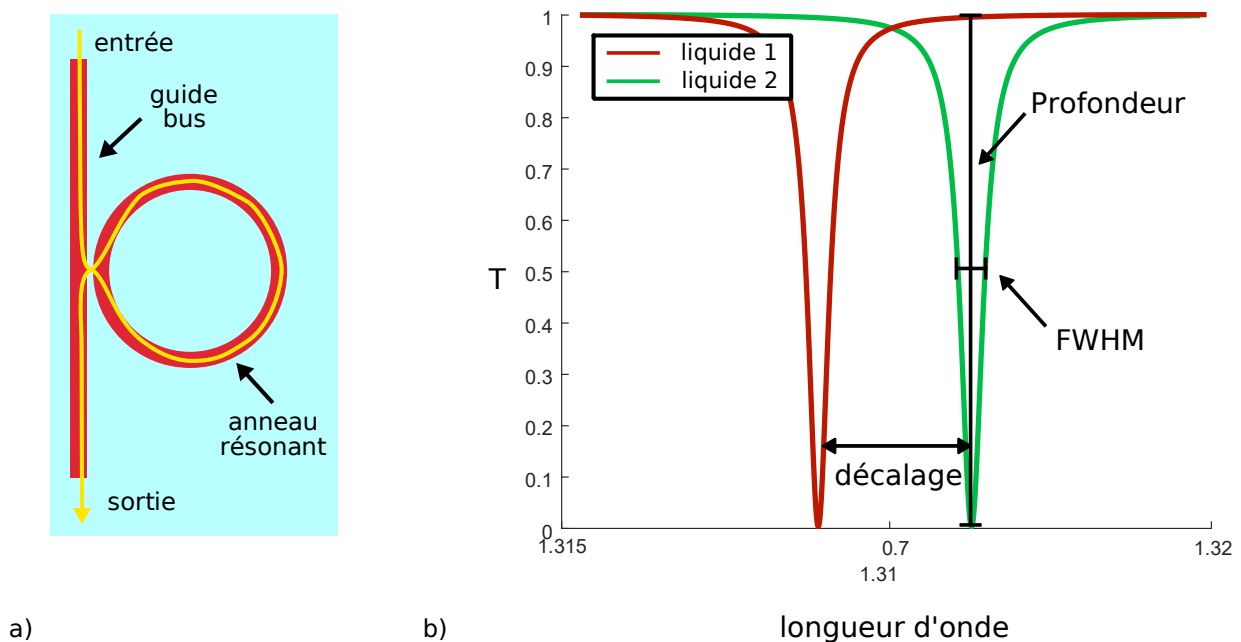 entrée
guide
bus
anneau
résonant
sortie
a)
liquide 1
liquide 2
Profondeur
FWHM
décalage
T
1
0.9
0.8
0.7
0.6
0.5
0.4
0.3
0.2
0.1
0
1.315
0.7
1.32
1.31
longueur d'onde
b)